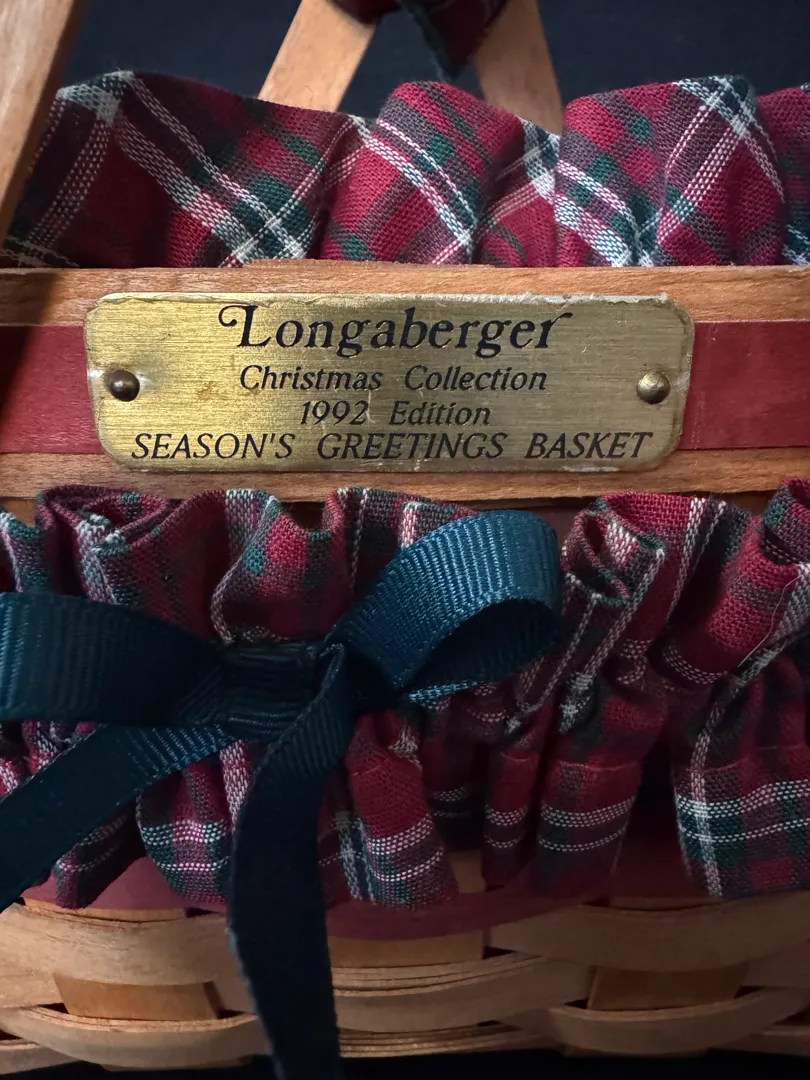 Longaberger
Christmas Collection
1992 Edition
SEASON'S GREETINGS BASKET